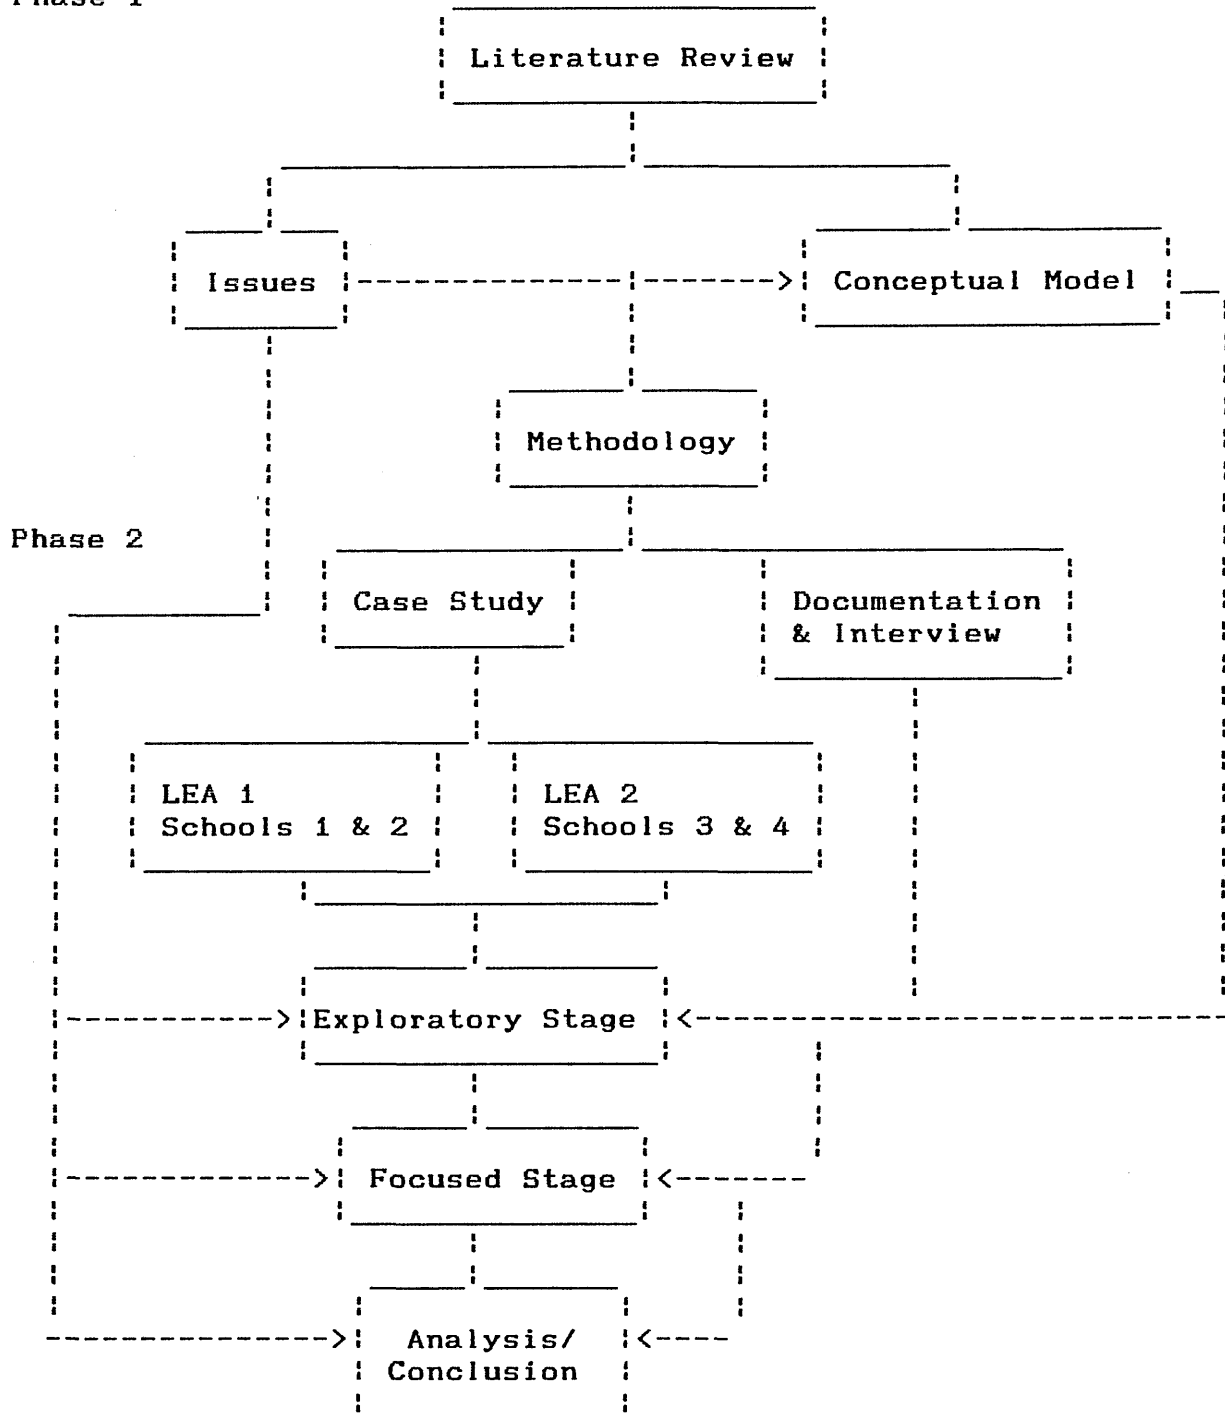 Phase 1
Literature Review
Issues
Conceptual Model
Methodology
Phase 2
Case Study
Documentation
& Interview
LEA 1
Schools 1 & 2
LEA 2
Schools 3 & 4
Exploratory Stage
Focused Stage
Analysis/
Conclusion